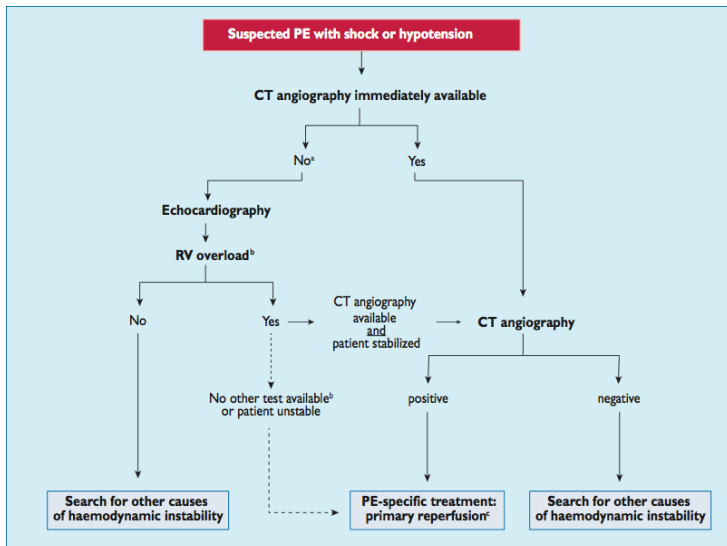 Suspected PE with shock or hypotension
CT angiography immediately available
Noᵃ
Yes
Echocardiography
RV overloadᵇ
No
Yes
CT angiography
available
and
patient stabilized
CT angiography
No other test availableᵇ
or patient unstable
positive
negative
Search for other causes
of haemodynamic instability
PE-specific treatment:
primary reperfusionᶜ
Search for other causes
of haemodynamic instability